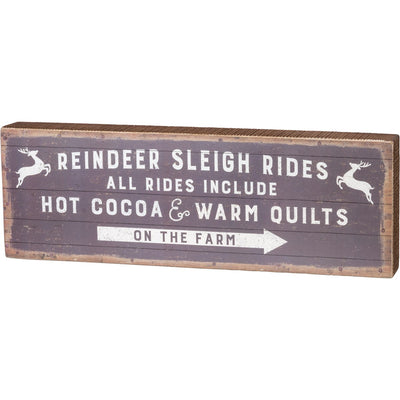 REINDEER SLEIGH RIDES
ALL RIDES INCLUDE
HOT COCOA & WARM QUILTS
ON THE FARM